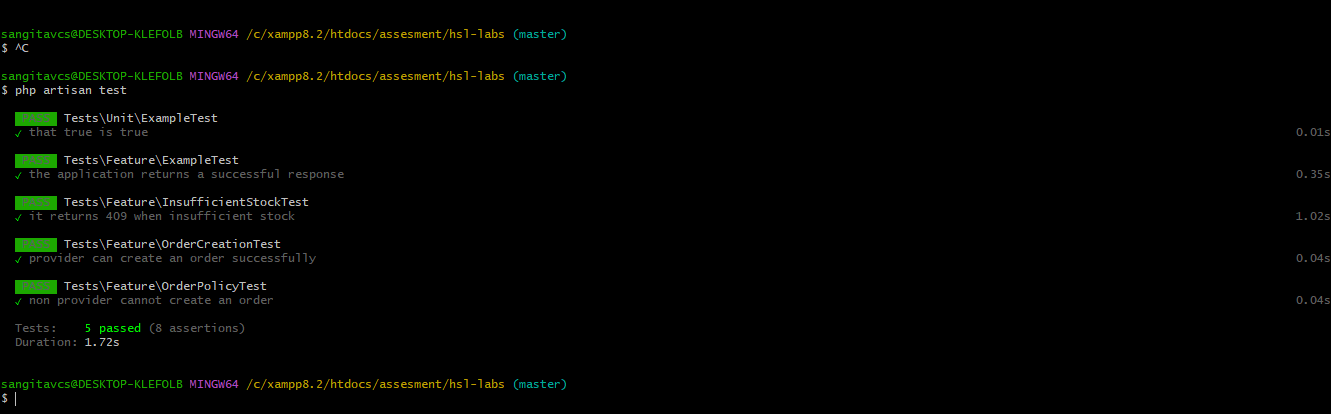 sangitavcs@DESKTOP-KLEFOLB MINGW64 /c/xampp8.2/htdocs/assesment/hsl-labs (master)
$ ^C
sangitavcs@DESKTOP-KLEFOLB MINGW64 /c/xampp8.2/htdocs/assesment/hsl-labs (master)
$ php artisan test
PASS Tests\Unit\ExampleTest
✓ that true is true 0.01s
PASS Tests\Feature\ExampleTest
✓ the application returns a successful response 0.35s
PASS Tests\Feature\InsufficientStockTest
✓ it returns 409 when insufficient stock 1.02s
PASS Tests\Feature\OrderCreationTest
✓ provider can create an order successfully 0.04s
PASS Tests\Feature\OrderPolicyTest
✓ non provider cannot create an order 0.04s
Tests: 5 passed (8 assertions)
Duration: 1.72s
sangitavcs@DESKTOP-KLEFOLB MINGW64 /c/xampp8.2/htdocs/assesment/hsl-labs (master)
$